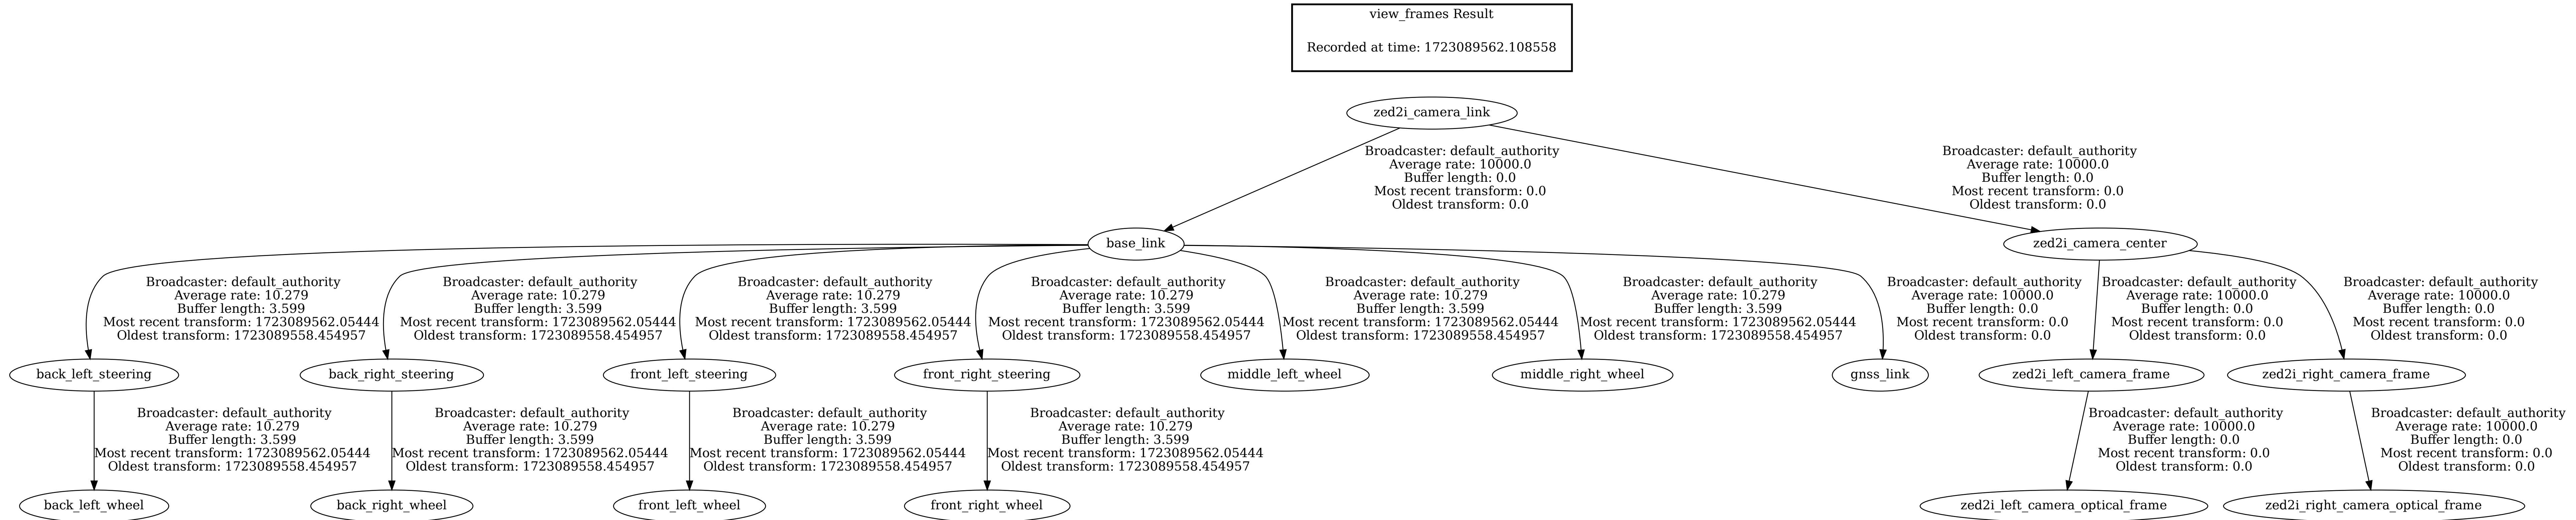 view_frames Result
Recorded at time: 1723089562.108558
zed2i_camera_link
Broadcaster: default_authority
Average rate: 10000.0
Buffer length: 0.0
Most recent transform: 0.0
Oldest transform: 0.0
Broadcaster: default_authority
Average rate: 10000.0
Buffer length: 0.0
Most recent transform: 0.0
Oldest transform: 0.0
base_link
zed2i_camera_center
Broadcaster: default_authority
Average rate: 10.279
Buffer length: 3.599
Most recent transform: 1723089562.05444
Oldest transform: 1723089558.454957
Broadcaster: default_authority
Average rate: 10.279
Buffer length: 3.599
Most recent transform: 1723089562.05444
Oldest transform: 1723089558.454957
Broadcaster: default_authority
Average rate: 10.279
Buffer length: 3.599
Most recent transform: 1723089562.05444
Oldest transform: 1723089558.454957
Broadcaster: default_authority
Average rate: 10.279
Buffer length: 3.599
Most recent transform: 1723089562.05444
Oldest transform: 1723089558.454957
Broadcaster: default_authority
Average rate: 10.279
Buffer length: 3.599
Most recent transform: 1723089562.05444
Oldest transform: 1723089558.454957
Broadcaster: default_authority
Average rate: 10.279
Buffer length: 3.599
Most recent transform: 1723089562.05444
Oldest transform: 1723089558.454957
Broadcaster: default_authority
Average rate: 10000.0
Buffer length: 0.0
Most recent transform: 0.0
Oldest transform: 0.0
Broadcaster: default_authority
Average rate: 10000.0
Buffer length: 0.0
Most recent transform: 0.0
Oldest transform: 0.0
Broadcaster: default_authority
Average rate: 10000.0
Buffer length: 0.0
Most recent transform: 0.0
Oldest transform: 0.0
back_left_steering
back_right_steering
front_left_steering
front_right_steering
middle_left_wheel
middle_right_wheel
gnss_link
zed2i_left_camera_frame
zed2i_right_camera_frame
Broadcaster: default_authority
Average rate: 10.279
Buffer length: 3.599
Most recent transform: 1723089562.05444
Oldest transform: 1723089558.454957
Broadcaster: default_authority
Average rate: 10.279
Buffer length: 3.599
Most recent transform: 1723089562.05444
Oldest transform: 1723089558.454957
Broadcaster: default_authority
Average rate: 10.279
Buffer length: 3.599
Most recent transform: 1723089562.05444
Oldest transform: 1723089558.454957
Broadcaster: default_authority
Average rate: 10.279
Buffer length: 3.599
Most recent transform: 1723089562.05444
Oldest transform: 1723089558.454957
Broadcaster: default_authority
Average rate: 10000.0
Buffer length: 0.0
Most recent transform: 0.0
Oldest transform: 0.0
Broadcaster: default_authority
Average rate: 10000.0
Buffer length: 0.0
Most recent transform: 0.0
Oldest transform: 0.0
back_left_wheel
back_right_wheel
front_left_wheel
front_right_wheel
zed2i_left_camera_optical_frame
zed2i_right_camera_optical_frame